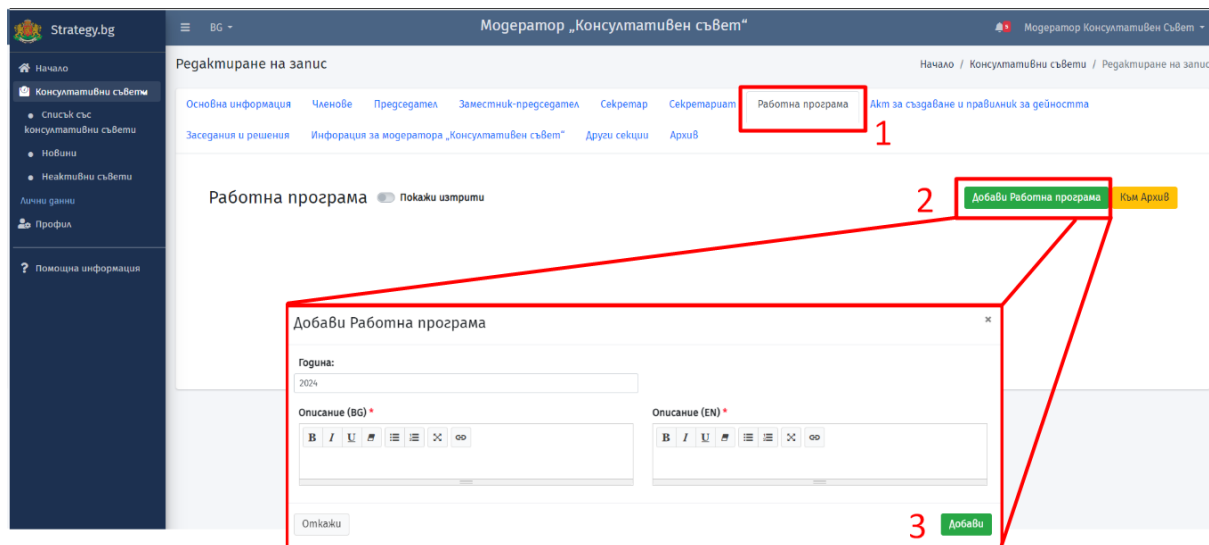 Strategy.bg
BG
Модератор „Консултативен съвет“
Модератор Консултативен Съвет
Начало
Консултативни съвети
Списък със
консултативни съвети
Новини
Неактивни съвети
Лични данни
Профил
? Помощна информация
Редактиране на запис
Начало / Консултативни съвети / Редактиране на запис
Основна информация Членове Председател Заместник-председател Секретар Секретариат Работна програма Акт за създаване и правилник за дейността
1
Заседания и решения Инфорация за модератора „Консултативен съвет“ Други секции Архив
Работна програма Покажи изтрити
2 Добави Работна програма Към Архив
Добави Работна програма ×
Година:
2024
Описание (BG) * Описание (EN) *
B I U B I U
Откажи 3 Добави